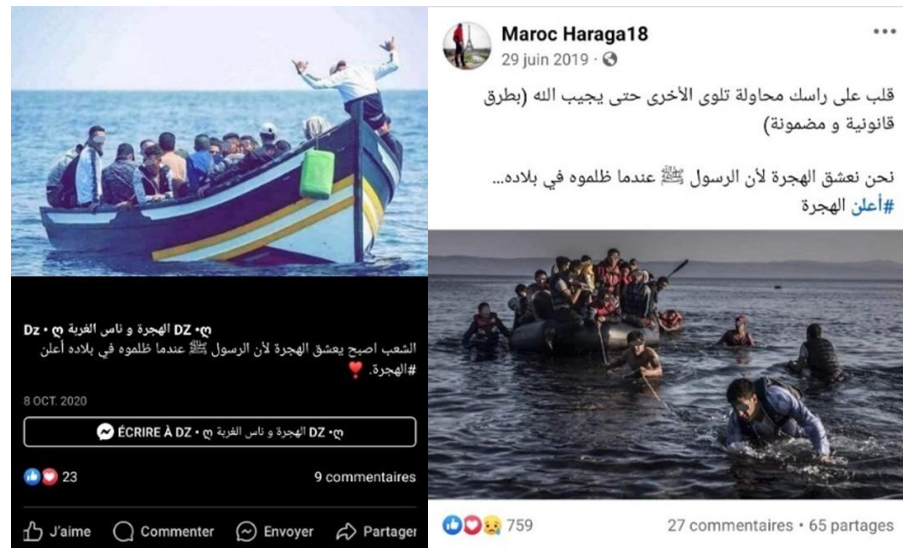 DZ •ღ الهجرة و ناس الغربة ღ • Dz
الشعب اصبح يعشق الهجرة لأن الرسول ﷺ عندما ظلموه في بلاده أعلن
#الهجرة. ❣️
8 OCT. 2020
ÉCRIRE À DZ • ღ الهجرة و ناس الغربة DZ •ღ
23
9 commentaires
J'aime
Commenter
Envoyer
Partager
Maroc Haraga18
29 juin 2019 ·
قلب على راسك محاولة تلوى الأخرى حتى يجيب الله (بطرق
قانونية و مضمونة)
نحن نعشق الهجرة لأن الرسول ﷺ عندما ظلموه في بلاده...
#أعلن الهجرة
759
27 commentaires • 65 partages